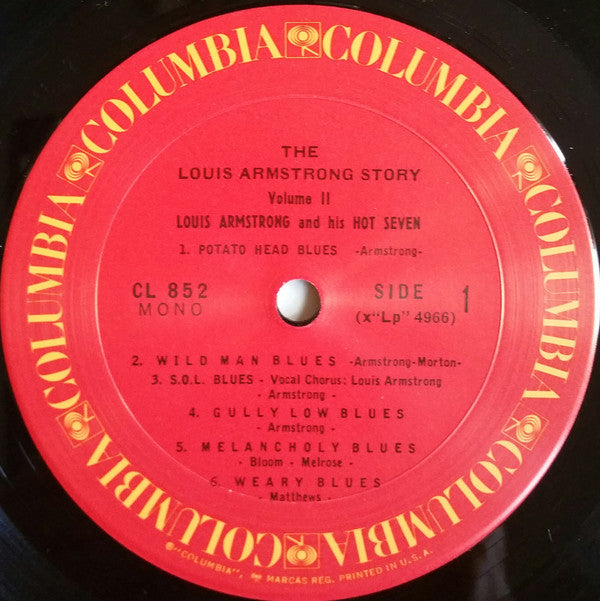 COLUMBIA COLUMBIA COLUMBIA COLUMBIA COLUMBIA COLUMBIA
THE
LOUIS ARMSTRONG STORY
Volume II
LOUIS ARMSTRONG and his HOT SEVEN
1. POTATO HEAD BLUES -Armstrong-
CL 852
MONO
SIDE 1
(x"Lp" 4966)
2. WILD MAN BLUES -Armstrong-Morton-
3. S.O.L. BLUES - Vocal Chorus: Louis Armstrong
- Armstrong -
4. GULLY LOW BLUES
- Armstrong -
5. MELANCHOLY BLUES
- Bloom - Melrose -
6. WEARY BLUES
- Matthews -
®"COLUMBIA", MARCAS REG. PRINTED IN U.S.A.